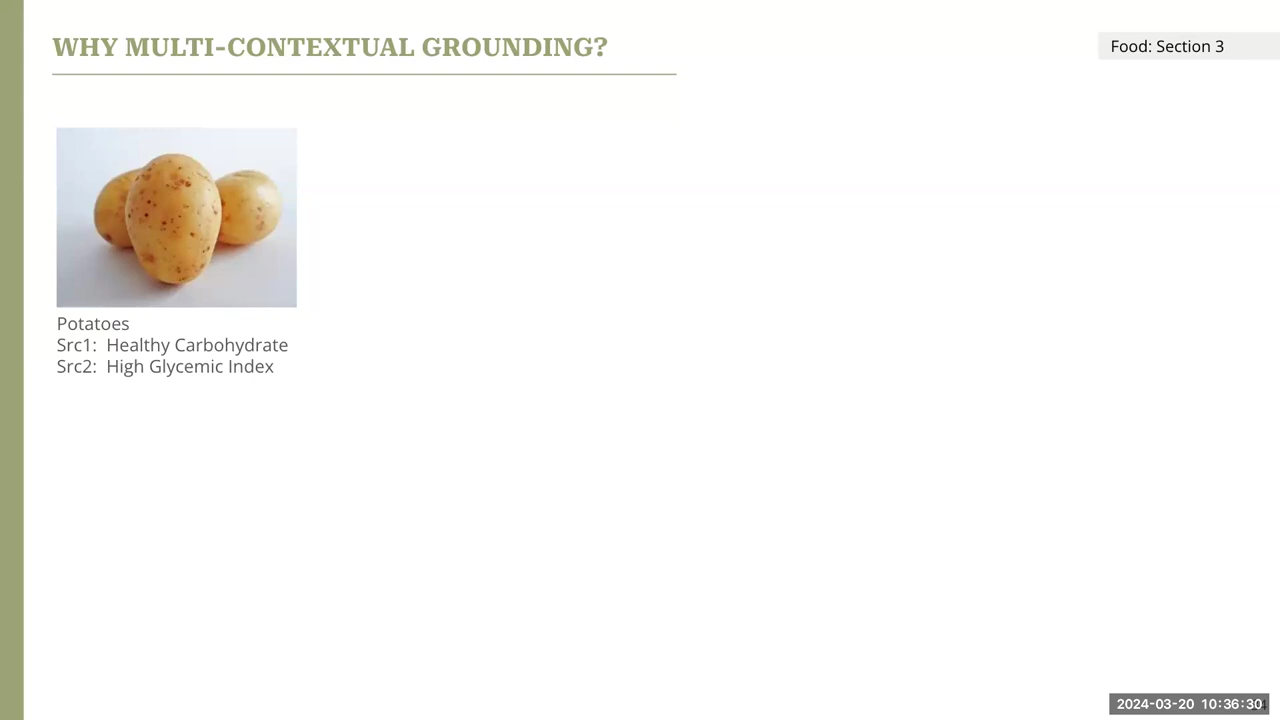 WHY MULTI-CONTEXTUAL GROUNDING?
Food: Section 3
Potatoes
Src1: Healthy Carbohydrate
Src2: High Glycemic Index
2024-03-20 10:36:30